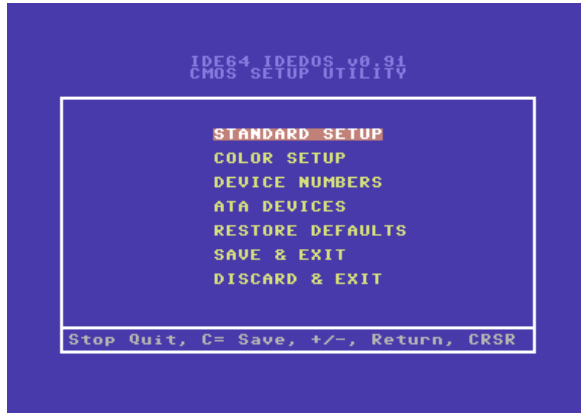 IDE64 IDEDOS v0.91
CMOS SETUP UTILITY
STANDARD SETUP
COLOR SETUP
DEVICE NUMBERS
ATA DEVICES
RESTORE DEFAULTS
SAVE & EXIT
DISCARD & EXIT
Stop Quit, C= Save, +/-, Return, CRSR